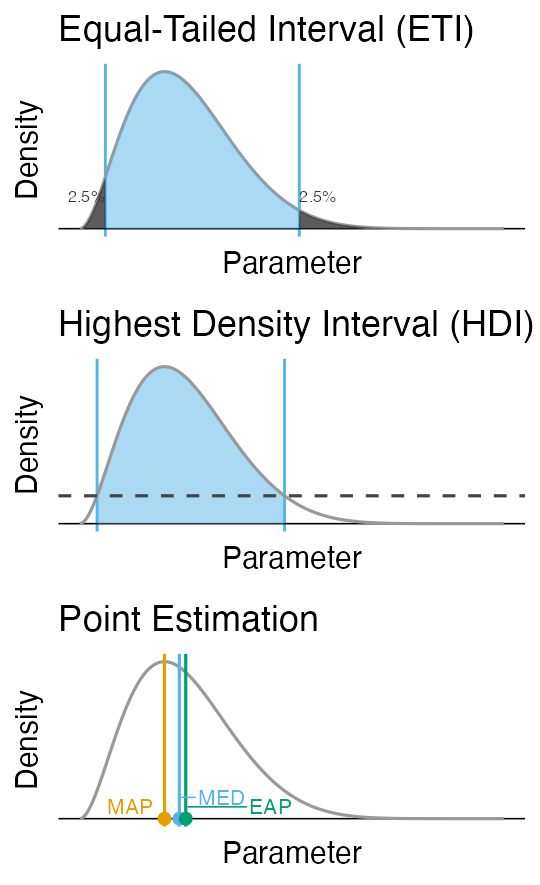 Equal-Tailed Interval (ETI)
Density
2.5%
2.5%
Parameter
Highest Density Interval (HDI)
Density
Parameter
Point Estimation
Density
MED
MAP
EAP
Parameter